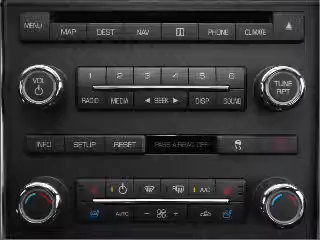 MENU MAP DEST NAV i PHONE CLIMATE
VOL 1 2 3 4 5 6 TUNE
RPT
RADIO MEDIA SEEK DISP SOUND
INFO SETUP RESET PASS AIRBAG OFF
A/C
AUTO